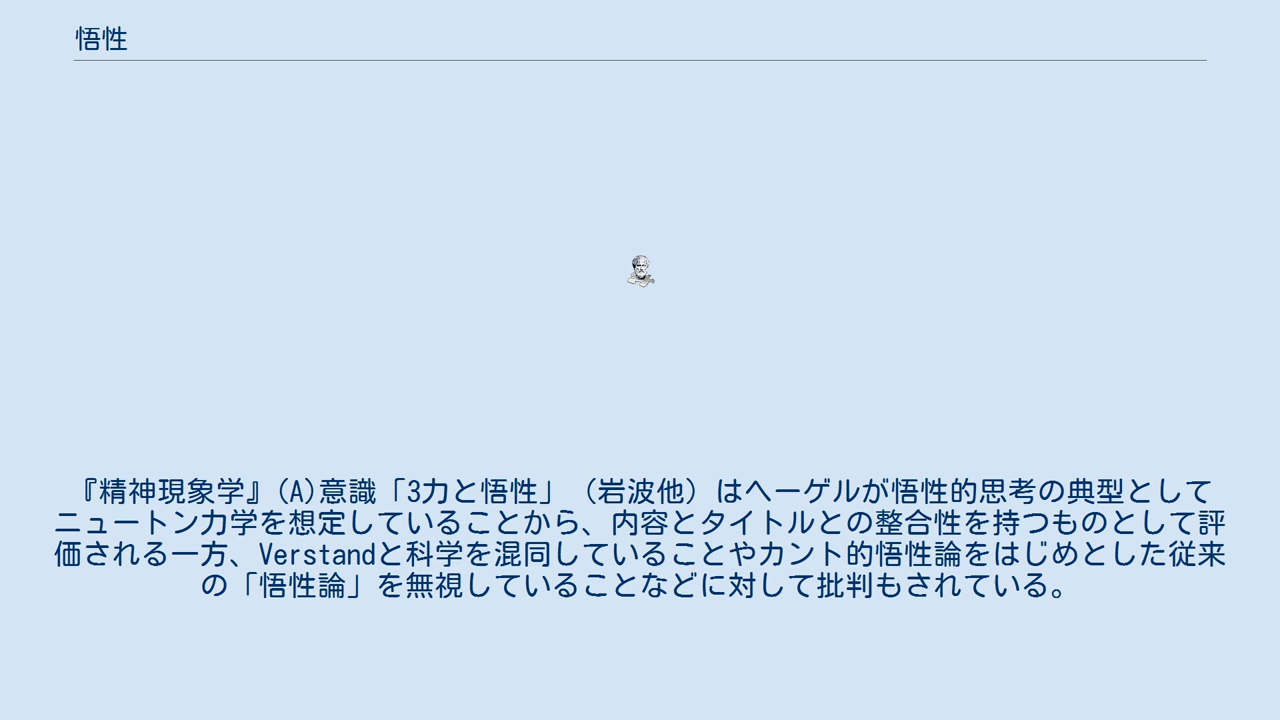 悟性
『精神現象学』(A)意識「3力と悟性」（岩波他）はヘーゲルが悟性的思考の典型として
ニュートン力学を想定していることから、内容とタイトルとの整合性を持つものとして評
価される一方、Verstandと科学を混同していることやカント的悟性論をはじめとした従来
の「悟性論」を無視していることなどに対して批判もされている。